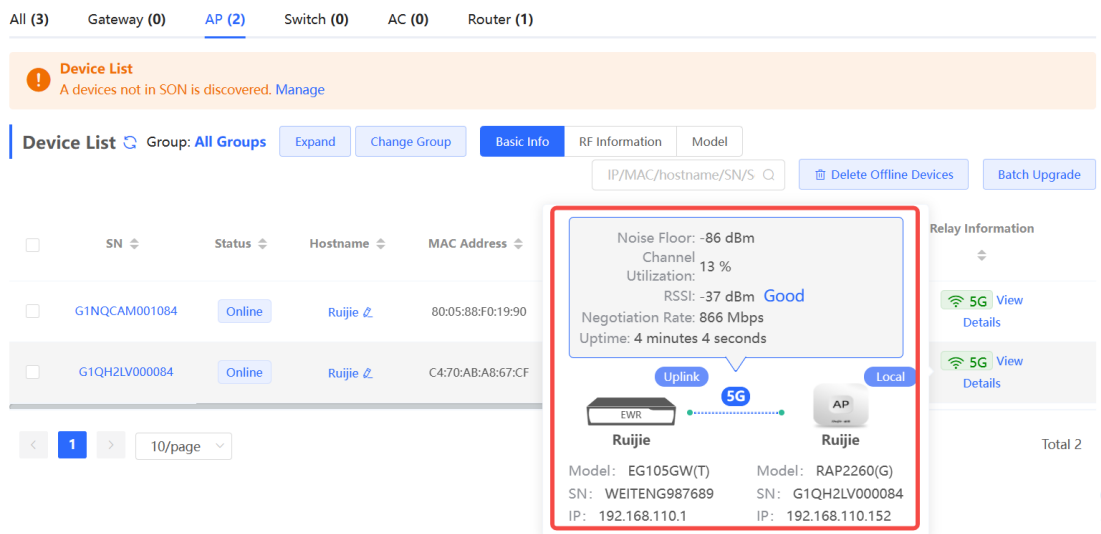 All (3) Gateway (0) AP (2) Switch (0) AC (0) Router (1)
Device List
A devices not in SON is discovered. Manage
Device List Group: All Groups Expand Change Group Basic Info RF Information Model
IP/MAC/hostname/SN/S Delete Offline Devices Batch Upgrade
SN Status Hostname MAC Address Relay Information
G1NQCAM001084 Online Ruijie 80:05:88:F0:19:90 5G View
Details
G1QH2LV000084 Online Ruijie C4:70:AB:A8:67:CF 5G View
Details
Noise Floor: -86 dBm
Channel
Utilization: 13 %
RSSI: -37 dBm Good
Negotiation Rate: 866 Mbps
Uptime: 4 minutes 4 seconds
Uplink Local
5G
EWR AP
Ruijie Ruijie
Model: EG105GW(T) Model: RAP2260(G)
SN: WEITENG987689 SN: G1QH2LV000084
IP: 192.168.110.1 IP: 192.168.110.152
1 10/page Total 2